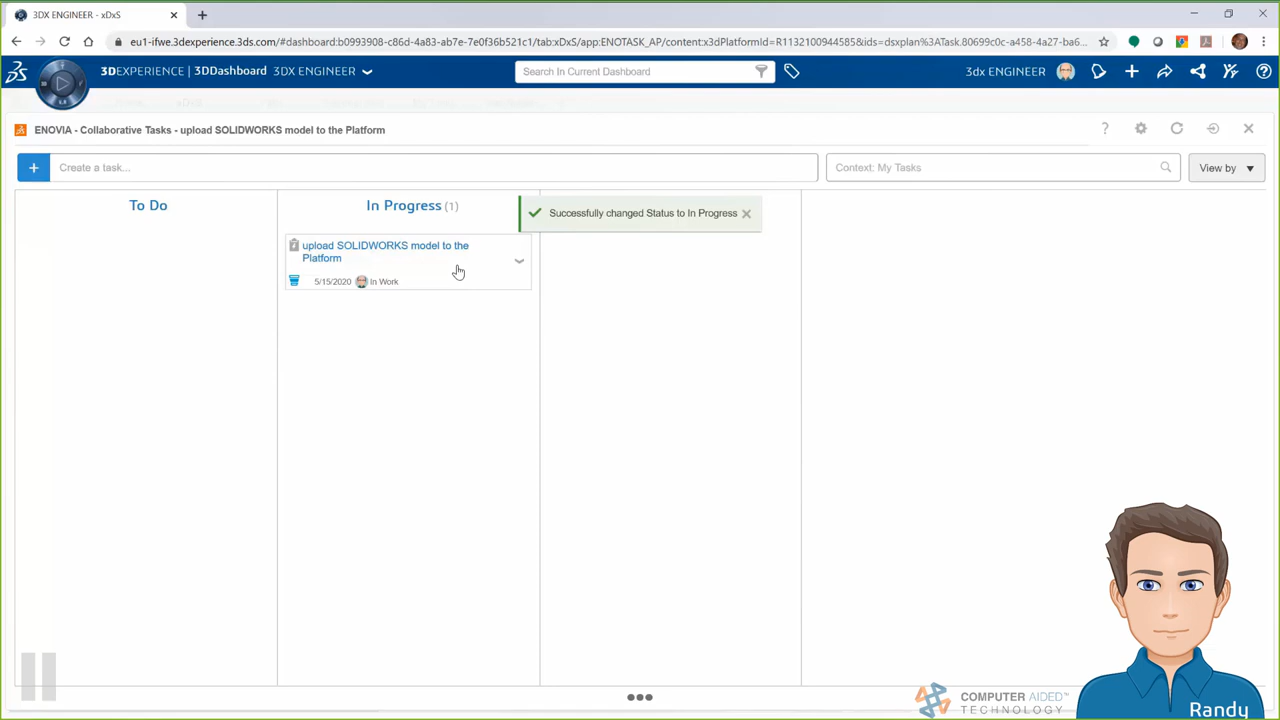 3DX ENGINEER - xDxS
eu1-ifwe.3dexperience.3ds.com/#dashboard:b0993908-c86d-4a83-ab7e-7e0f36b521c1/tab:xDxS/app:ENOTASK_AP/content:x3dPlatformId=R1132100944585&ids=dsxplan%3ATask.80699c0c-a458-4a27-ba6...
3DEXPERIENCE | 3DDashboard 3DX ENGINEER
Search In Current Dashboard
3dx ENGINEER
ENOVIA - Collaborative Tasks - upload SOLIDWORKS model to the Platform
Create a task...
Context: My Tasks
View by
To Do
In Progress (1)
Successfully changed Status to In Progress
upload SOLIDWORKS model to the
Platform
5/15/2020 In Work
COMPUTER AIDED™
TECHNOLOGY
Randy